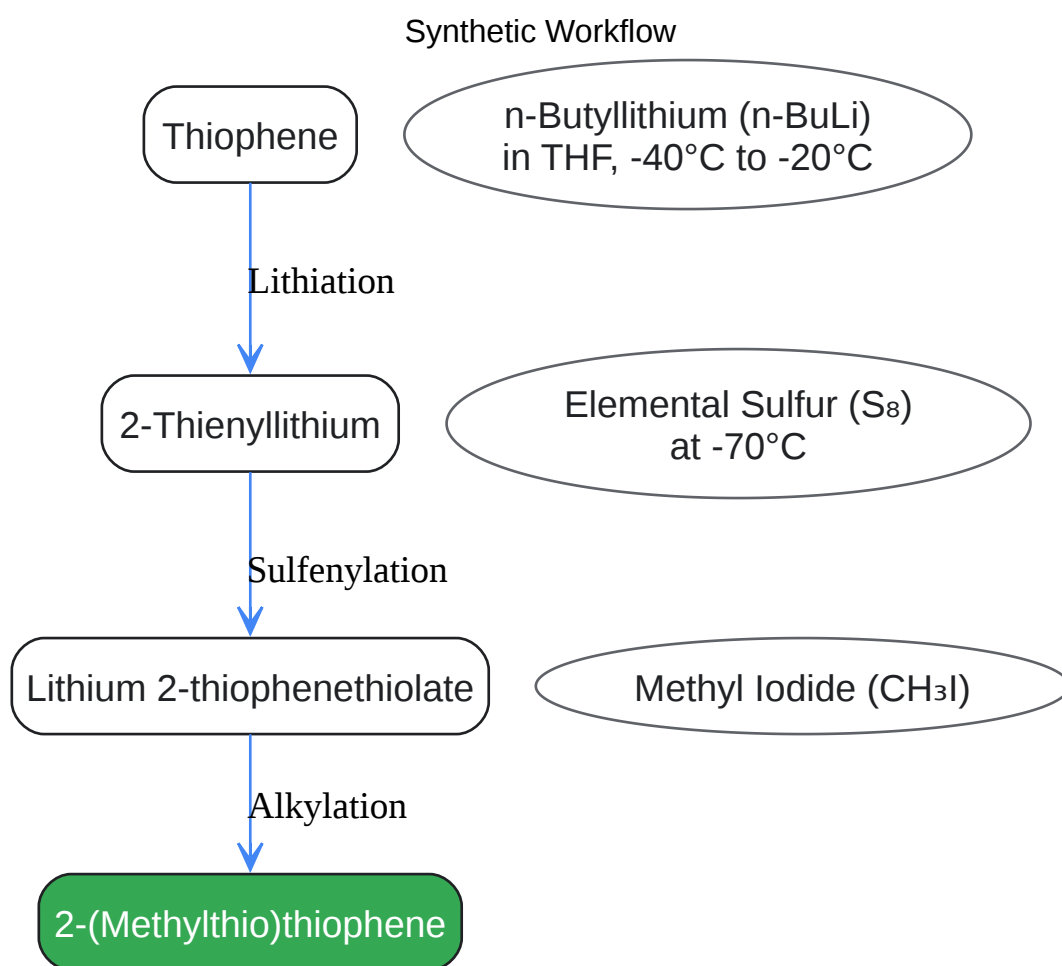 Synthetic Workflow
Thiophene
n-Butyllithium (n-BuLi)
in THF, -40°C to -20°C
Lithiation
2-Thienyllithium
Elemental Sulfur (S₈)
at -70°C
Sulfenylation
Lithium 2-thiophenethiolate
Methyl Iodide (CH₃I)
Alkylation
2-(Methylthio)thiophene